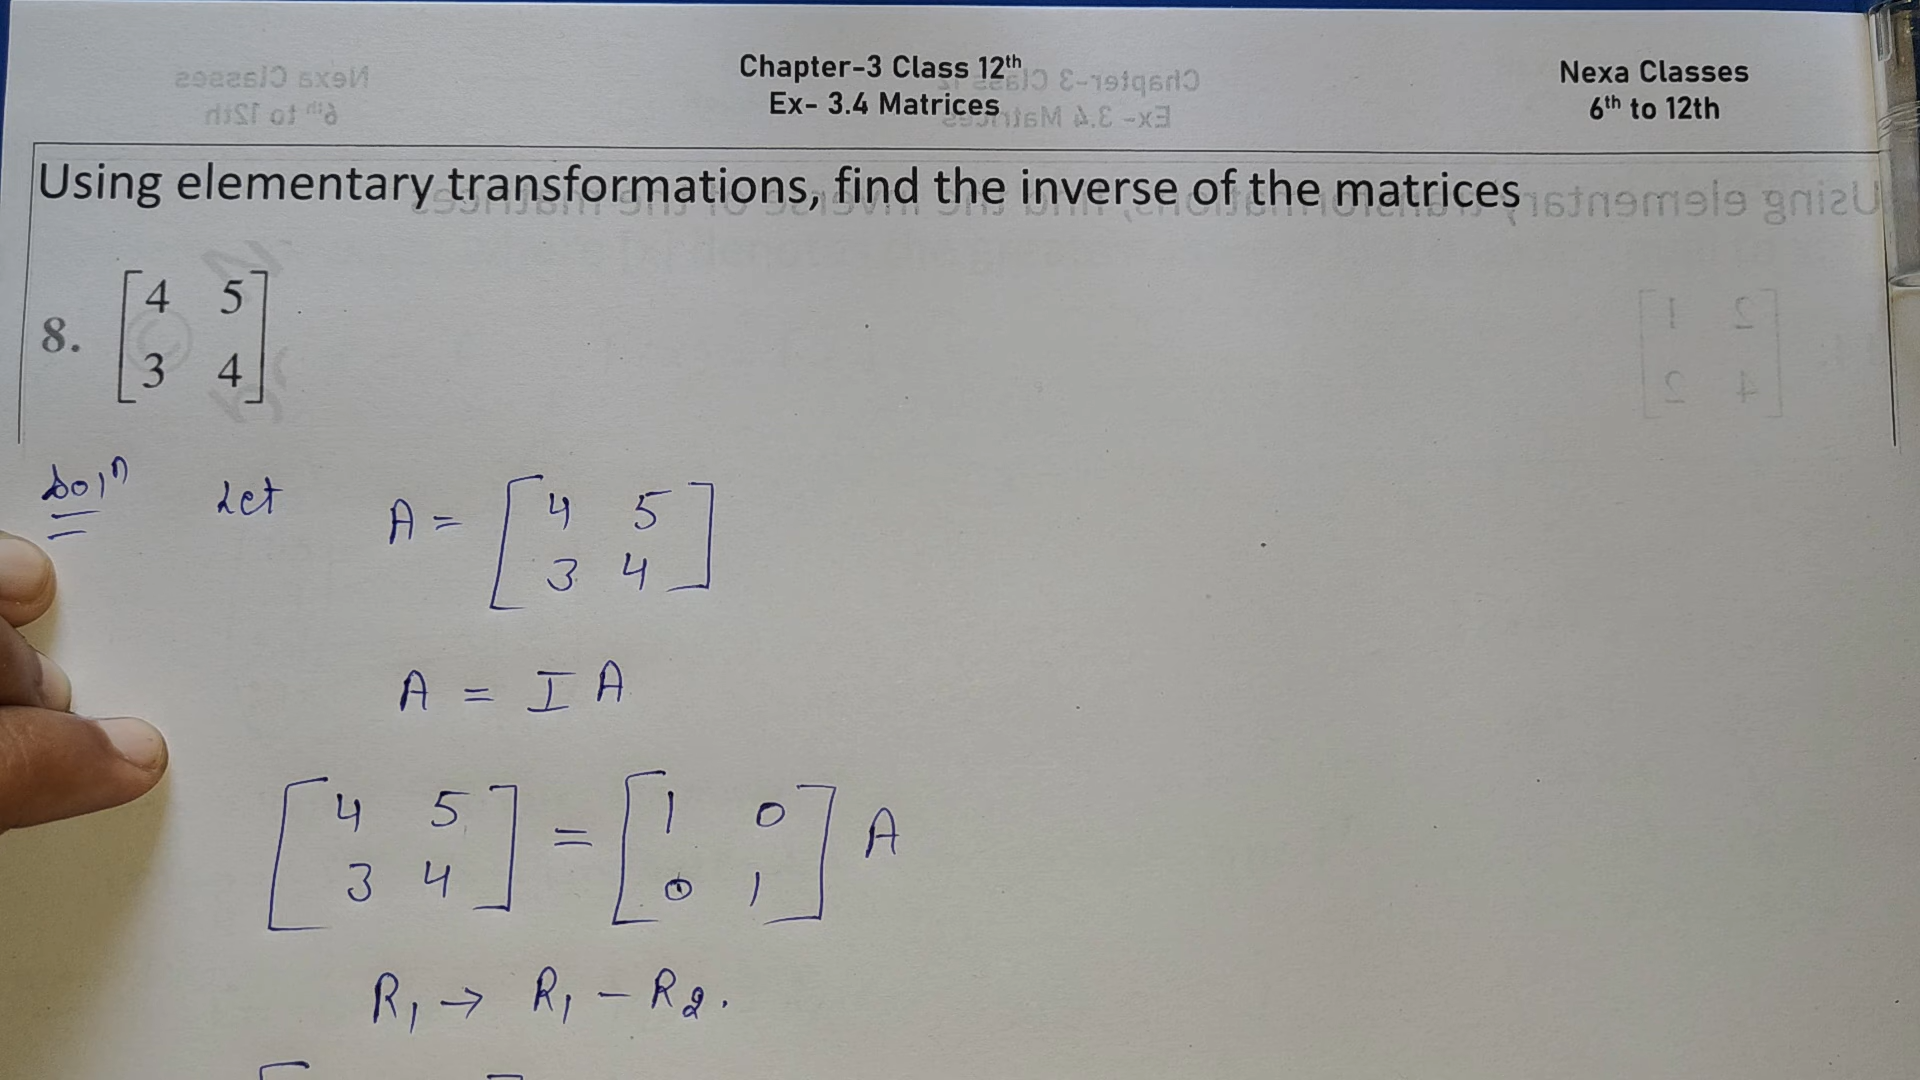 Chapter-3 Class 12th
Ex- 3.4 Matrices
Nexa Classes
6th to 12th
Using elementary transformations, find the inverse of the matrices
8. [4 5
3 4]
Solⁿ Let A = [4 5
3 4]
A = I A
[4 5
3 4] = [1 0
0 1] A
R₁ → R₁ - R₂.